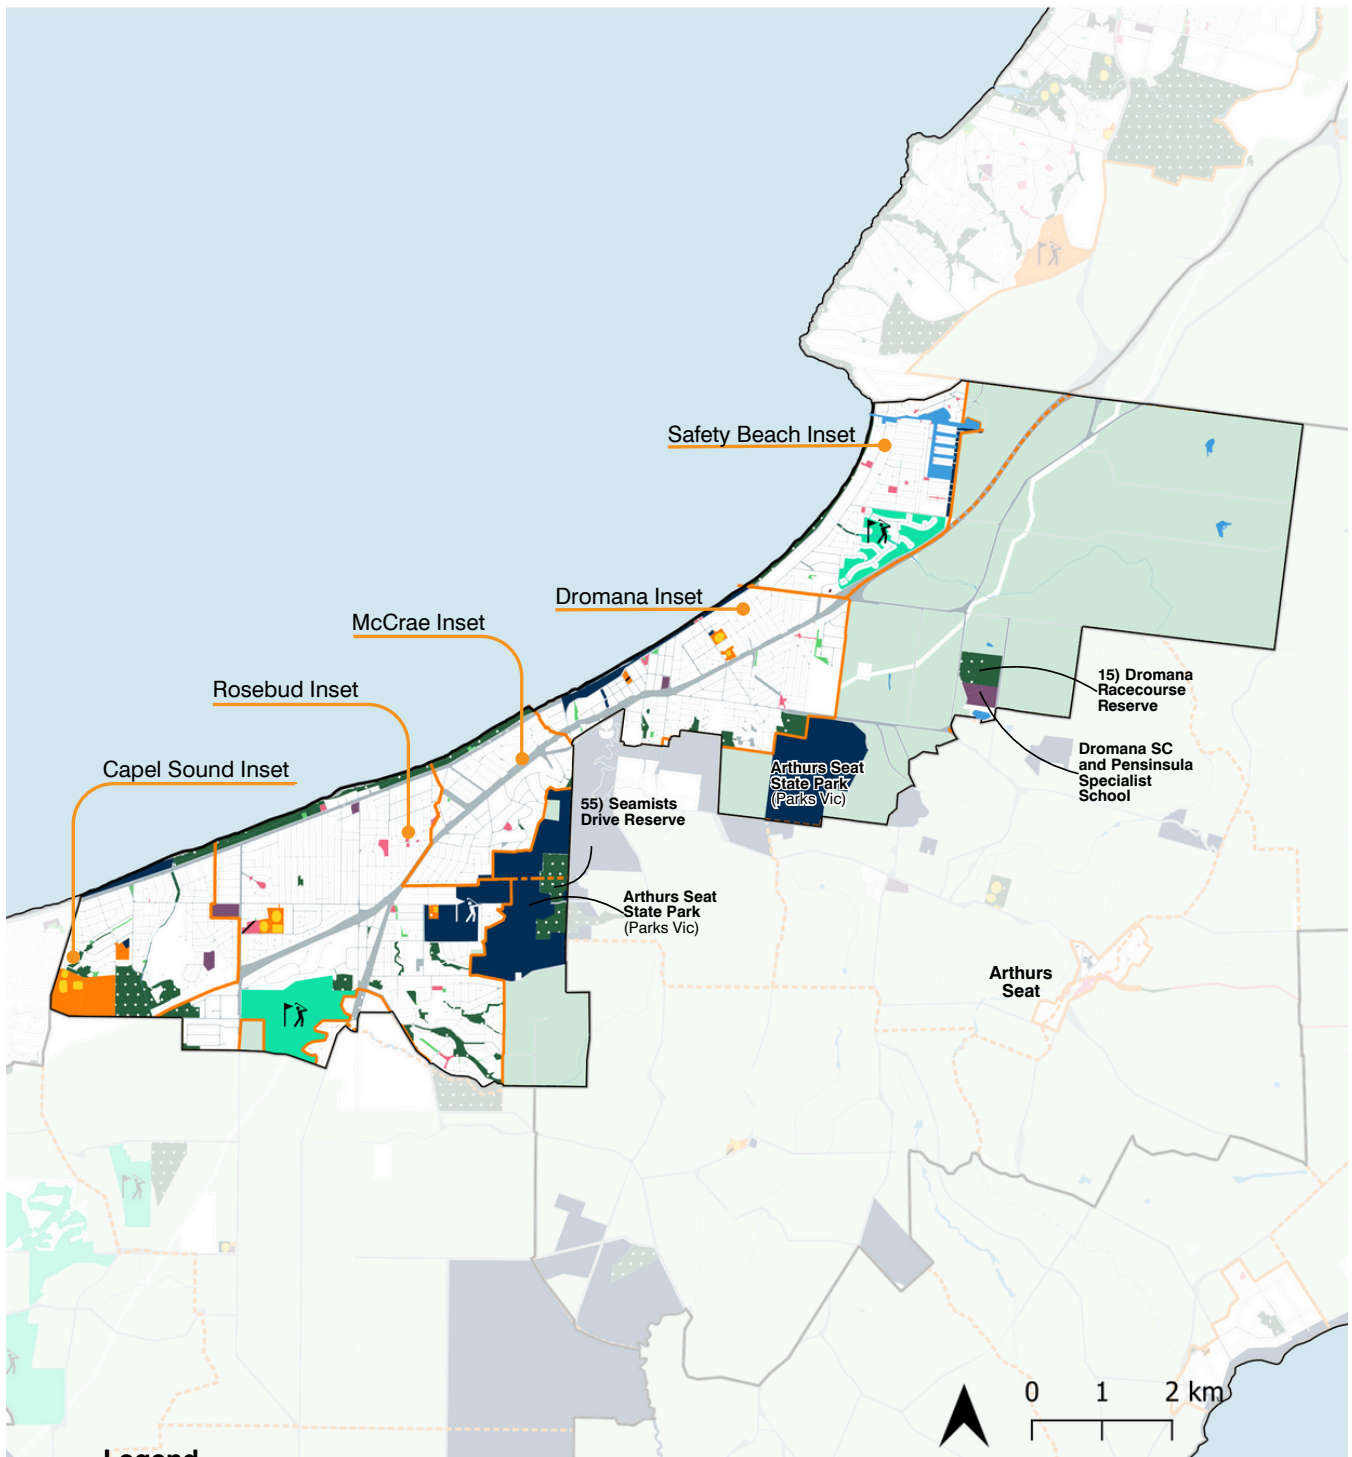 Safety Beach Inset
Dromana Inset
McCrae Inset
Rosebud Inset
Capel Sound Inset
15) Dromana
Racecourse
Reserve
Dromana SC
and Pensinsula
Specialist
School
Arthurs Seat
State Park
(Parks Vic)
55) Seamists
Drive Reserve
Arthurs Seat
State Park
(Parks Vic)
Arthurs
Seat
0 1 2 km
Legend